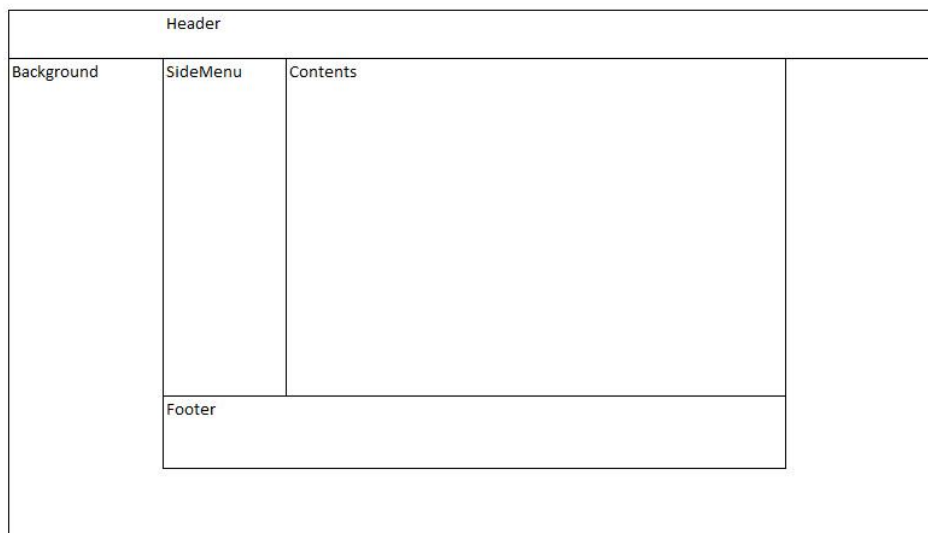 Header
Background
SideMenu
Contents
Footer